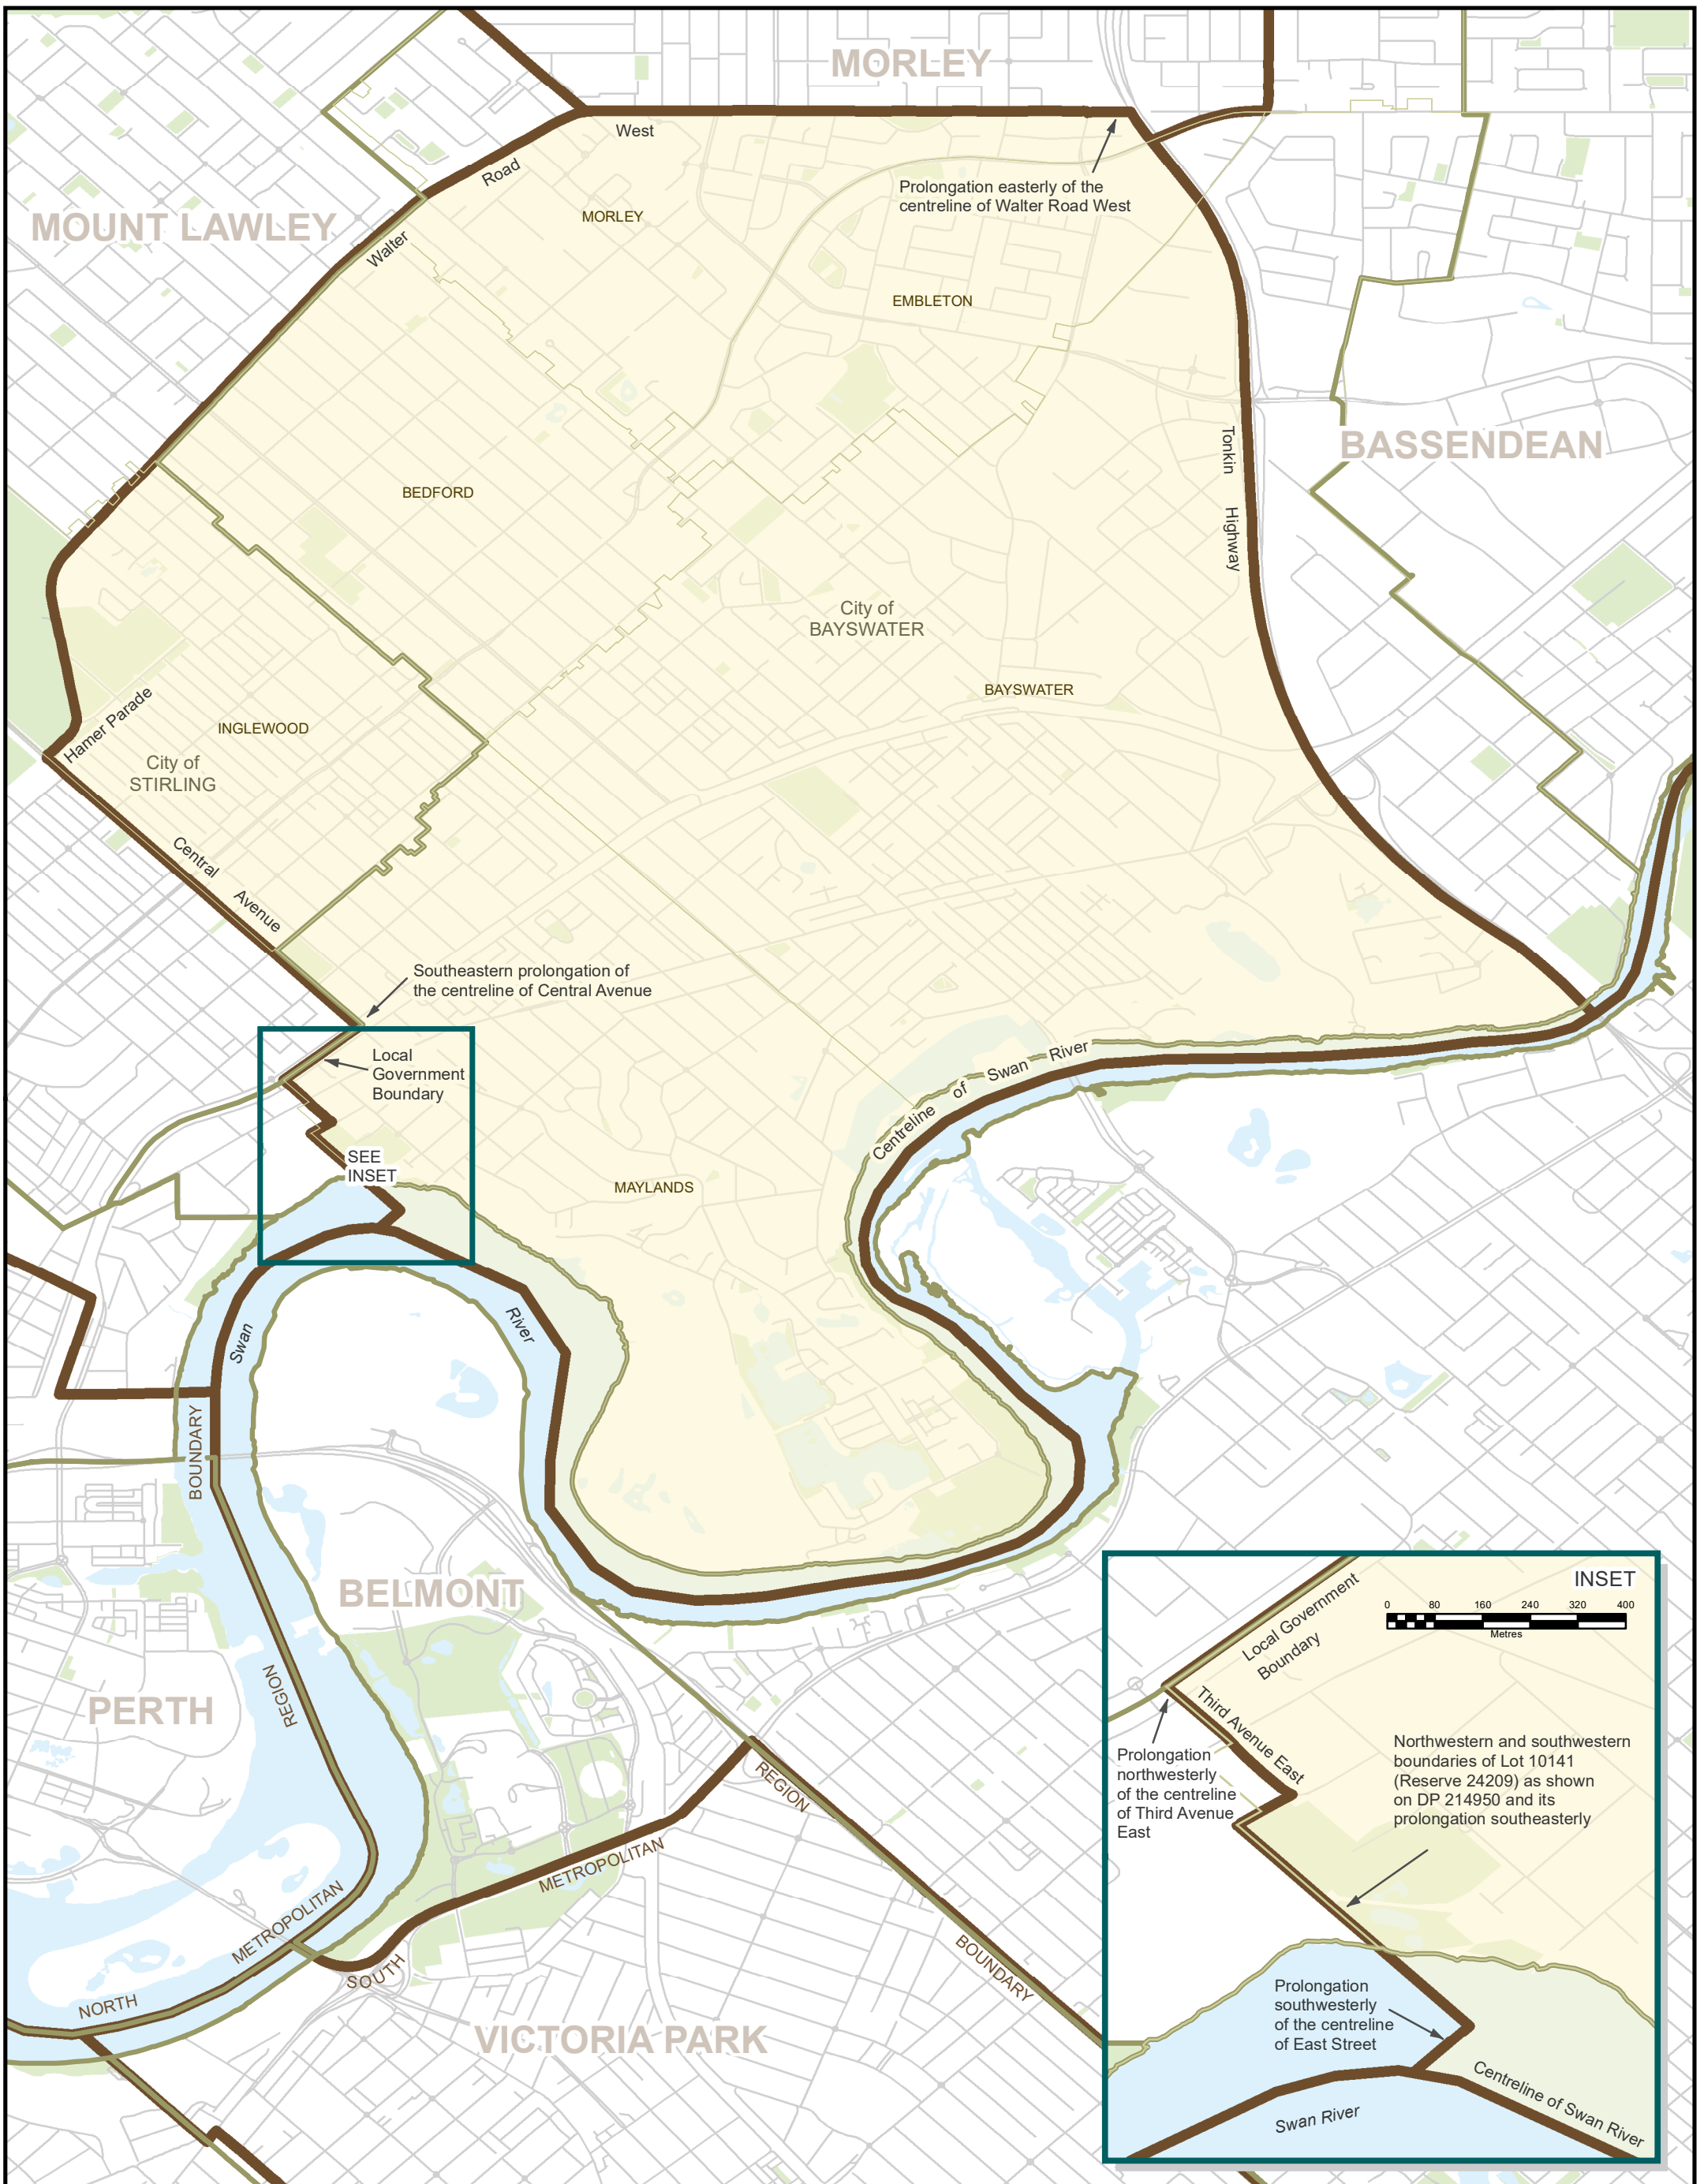 MORLEY
West
Road
Prolongation easterly of the
centreline of Walter Road West
MOUNT LAWLEY
MORLEY
Walter
EMBLETON
Tonkin
Highway
BASSENDEAN
BEDFORD
City of
BAYSWATER
BAYSWATER
Hamer Parade
INGLEWOOD
City of
STIRLING
Central
Avenue
Southeastern prolongation of
the centreline of Central Avenue
Local
Government
Boundary
Centreline of Swan River
SEE
INSET
MAYLANDS
Swan
River
BOUNDARY
BELMONT
REGION
PERTH
REGION
METROPOLITAN
METROPOLITAN
SOUTH
NORTH
BOUNDARY
VICTORIA PARK
INSET
0 80 160 240 320 400
Metres
Local Government
Boundary
Third Avenue East
Prolongation
northwesterly
of the centreline
of Third Avenue
East
Northwestern and southwestern
boundaries of Lot 10141
(Reserve 24209) as shown
on DP 214950 and its
prolongation southeasterly
Prolongation
southwesterly
of the centreline
of East Street
Centreline of Swan River
Swan River